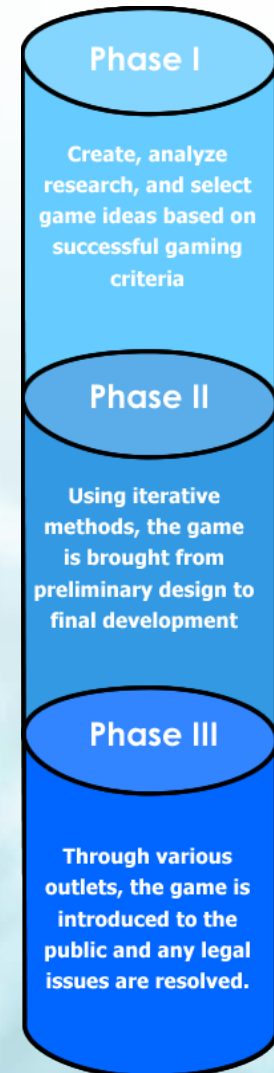 Phase I
Create, analyze
research, and select
game ideas based on
successful gaming
criteria
Phase II
Using iterative
methods, the game
is brought from
preliminary design to
final development
Phase III
Through various
outlets, the game is
introduced to the
public and any legal
issues are resolved.